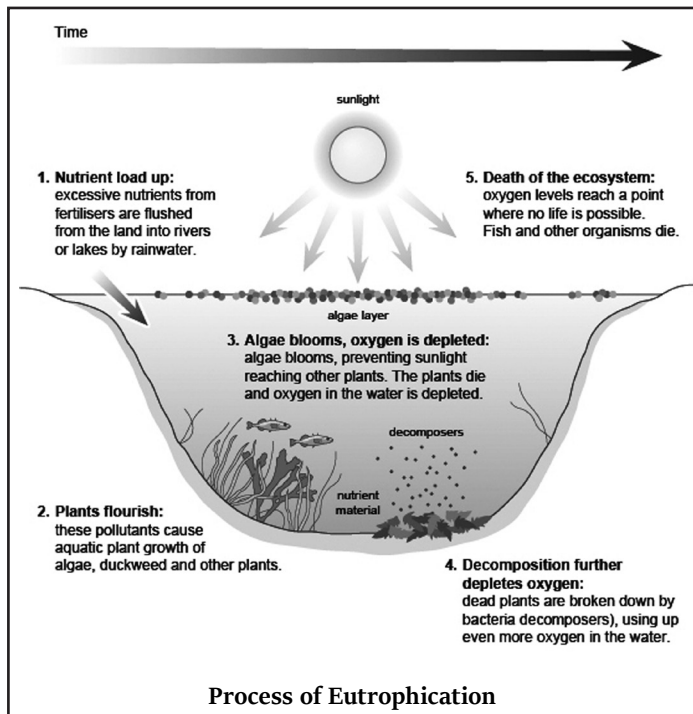 Time
sunlight
1. Nutrient load up:
excessive nutrients from
fertilisers are flushed
from the land into rivers
or lakes by rainwater.
5. Death of the ecosystem:
oxygen levels reach a point
where no life is possible.
Fish and other organisms die.
algae layer
3. Algae blooms, oxygen is depleted:
algae blooms, preventing sunlight
reaching other plants. The plants die
and oxygen in the water is depleted.
decomposers
nutrient
material
2. Plants flourish:
these pollutants cause
aquatic plant growth of
algae, duckweed and other plants.
4. Decomposition further
depletes oxygen:
dead plants are broken down by
bacteria decomposers), using up
even more oxygen in the water.
Process of Eutrophication